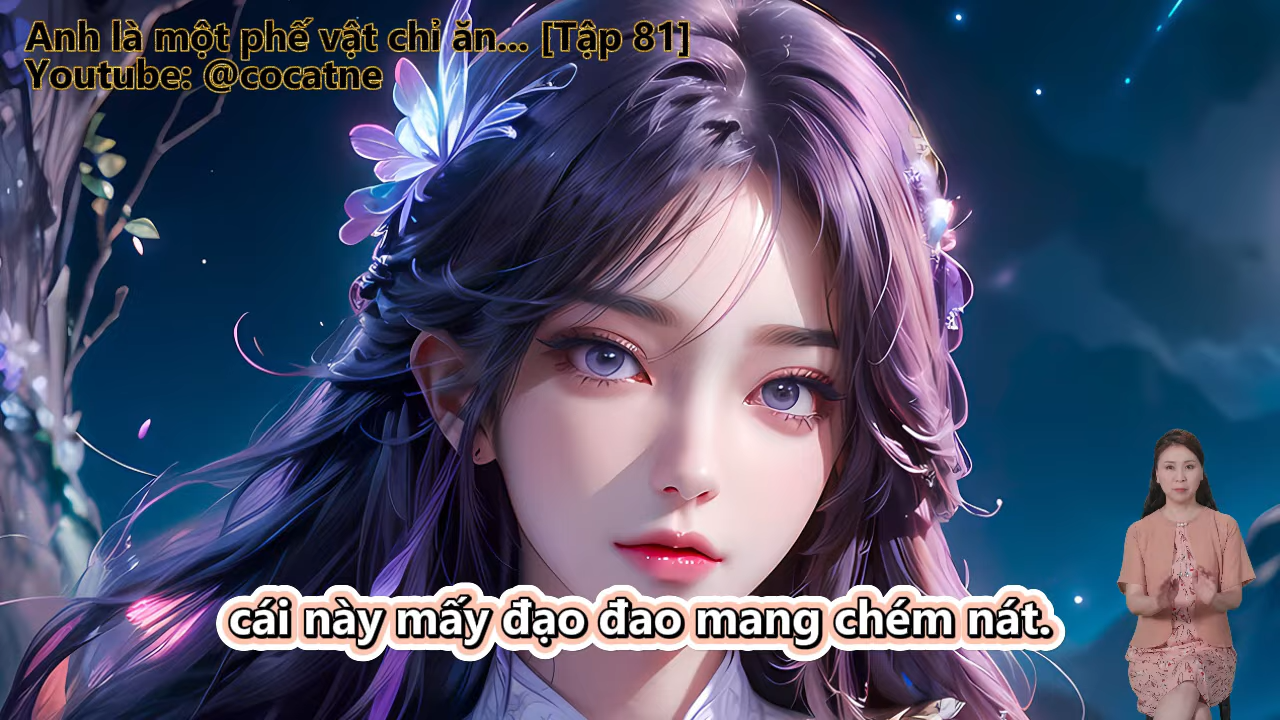 Anh là một phế vật chỉ ăn... [Tập 81]
Youtube: @cocatne
cái này mấy đạo đao mang chém nát.